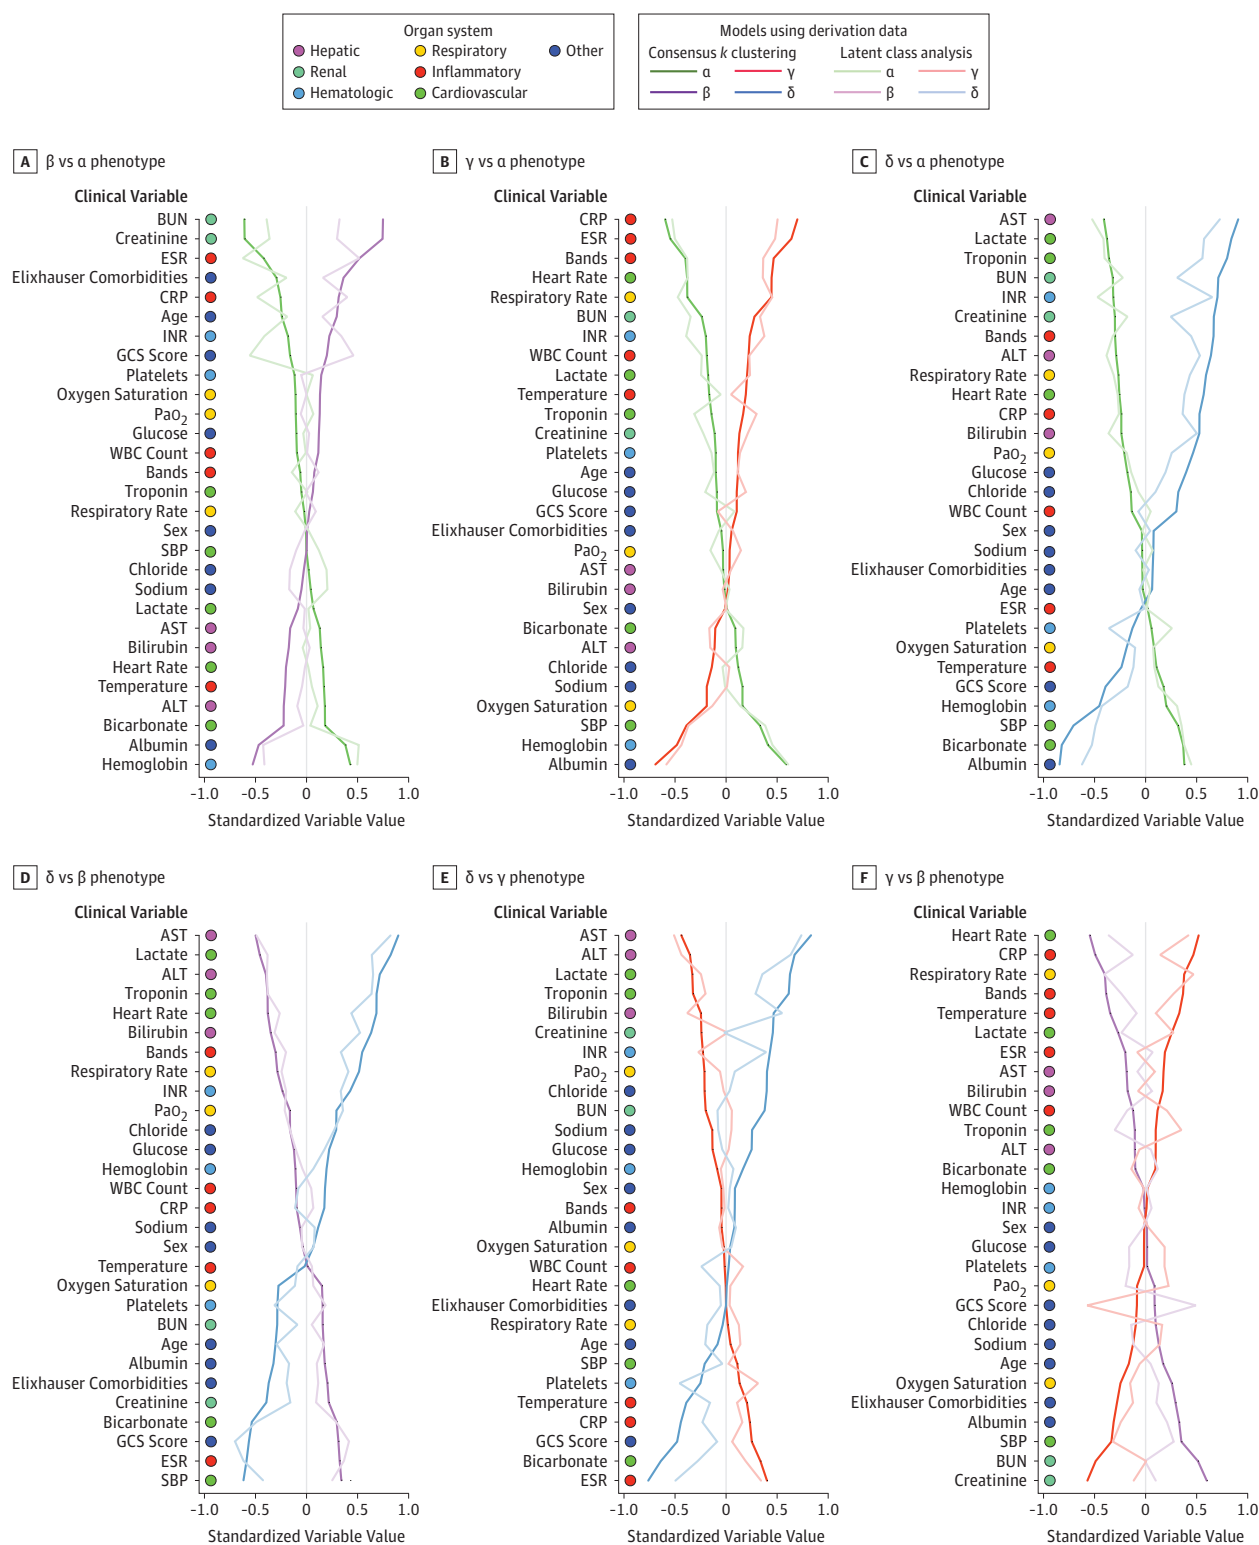 Organ system
Hepatic Respiratory Other
Renal Inflammatory
Hematologic Cardiovascular
Models using derivation data
Consensus k clustering Latent class analysis
α γ α γ
β δ β δ
A β vs α phenotype
Clinical Variable
BUN
Creatinine
ESR
Elixhauser Comorbidities
CRP
Age
INR
GCS Score
Platelets
Oxygen Saturation
PaO2
Glucose
WBC Count
Bands
Troponin
Respiratory Rate
Sex
SBP
Chloride
Sodium
Lactate
AST
Bilirubin
Heart Rate
Temperature
ALT
Bicarbonate
Albumin
Hemoglobin
-1.0 -0.5 0 0.5 1.0
Standardized Variable Value
B γ vs α phenotype
Clinical Variable
CRP
ESR
Bands
Heart Rate
Respiratory Rate
BUN
INR
WBC Count
Lactate
Temperature
Troponin
Creatinine
Platelets
Age
Glucose
GCS Score
Elixhauser Comorbidities
PaO2
AST
Bilirubin
Sex
Bicarbonate
ALT
Chloride
Sodium
Oxygen Saturation
SBP
Hemoglobin
Albumin
-1.0 -0.5 0 0.5 1.0
Standardized Variable Value
C δ vs α phenotype
Clinical Variable
AST
Lactate
Troponin
BUN
INR
Creatinine
Bands
ALT
Respiratory Rate
Heart Rate
CRP
Bilirubin
PaO2
Glucose
Chloride
WBC Count
Sex
Sodium
Elixhauser Comorbidities
Age
ESR
Platelets
Oxygen Saturation
Temperature
GCS Score
Hemoglobin
SBP
Bicarbonate
Albumin
-1.0 -0.5 0 0.5 1.0
Standardized Variable Value
D δ vs β phenotype
Clinical Variable
AST
Lactate
ALT
Troponin
Heart Rate
Bilirubin
Bands
Respiratory Rate
INR
PaO2
Chloride
Glucose
Hemoglobin
WBC Count
CRP
Sodium
Sex
Temperature
Oxygen Saturation
Platelets
BUN
Age
Albumin
Elixhauser Comorbidities
Creatinine
Bicarbonate
GCS Score
ESR
SBP
-1.0 -0.5 0 0.5 1.0
Standardized Variable Value
E δ vs γ phenotype
Clinical Variable
AST
ALT
Lactate
Troponin
Bilirubin
Creatinine
INR
PaO2
Chloride
BUN
Sodium
Glucose
Hemoglobin
Sex
Bands
Albumin
Oxygen Saturation
WBC Count
Heart Rate
Elixhauser Comorbidities
Respiratory Rate
Age
SBP
Platelets
Temperature
CRP
GCS Score
Bicarbonate
ESR
-1.0 -0.5 0 0.5 1.0
Standardized Variable Value
F γ vs β phenotype
Clinical Variable
Heart Rate
CRP
Respiratory Rate
Bands
Temperature
Lactate
ESR
AST
Bilirubin
WBC Count
Troponin
ALT
Bicarbonate
Hemoglobin
INR
Sex
Glucose
Platelets
PaO2
GCS Score
Chloride
Sodium
Age
Oxygen Saturation
Elixhauser Comorbidities
Albumin
SBP
BUN
Creatinine
-1.0 -0.5 0 0.5 1.0
Standardized Variable Value